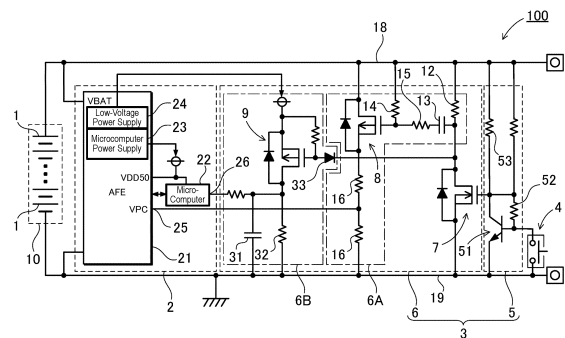 100
18
1
1
10
VBAT
Low-Voltage
Power Supply
Microcomputer
Power Supply
VDD50
AFE
VPC
24
23
22
26
Micro-
Computer
25
21
2
9
33
31
32
6B
15
14
13
12
8
16
16
6A
7
53
52
51
4
19
6
5
3